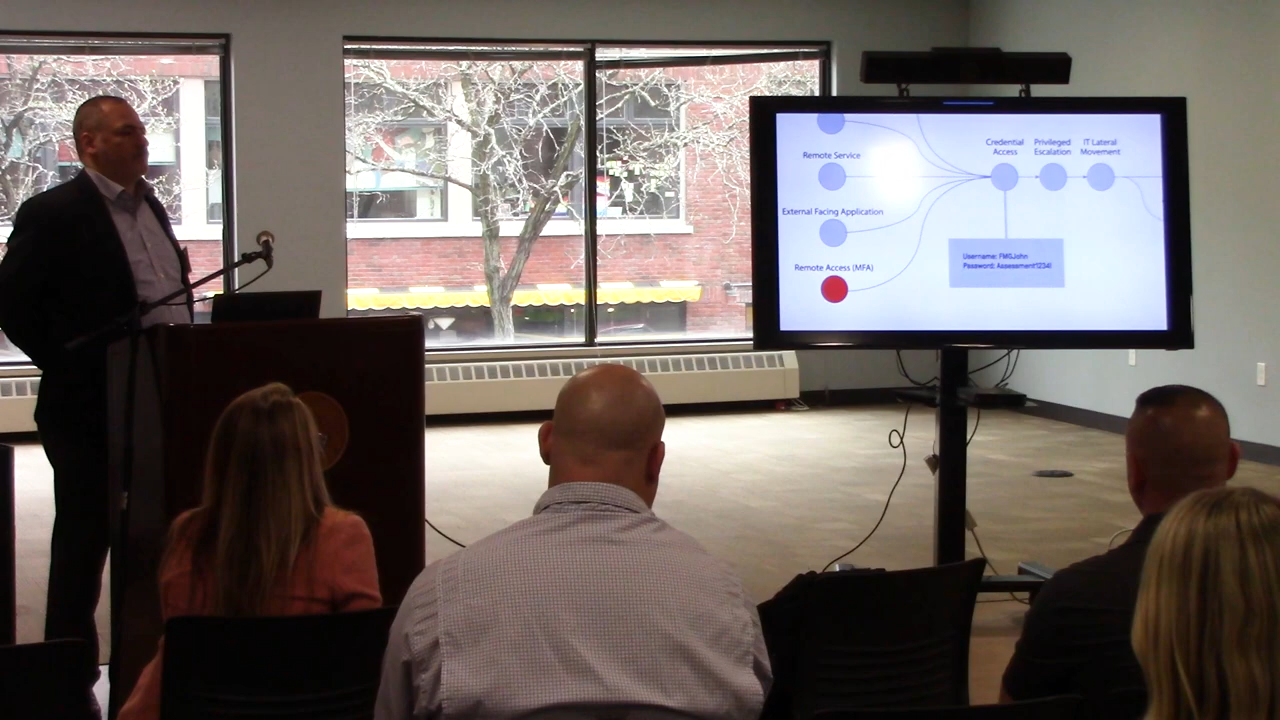 Remote Service
Credential
Access
Privileged
Escalation
IT Lateral
Movement
External Facing Application
Username: FMGJohn
Password: Assessment1234!
Remote Access (MFA)